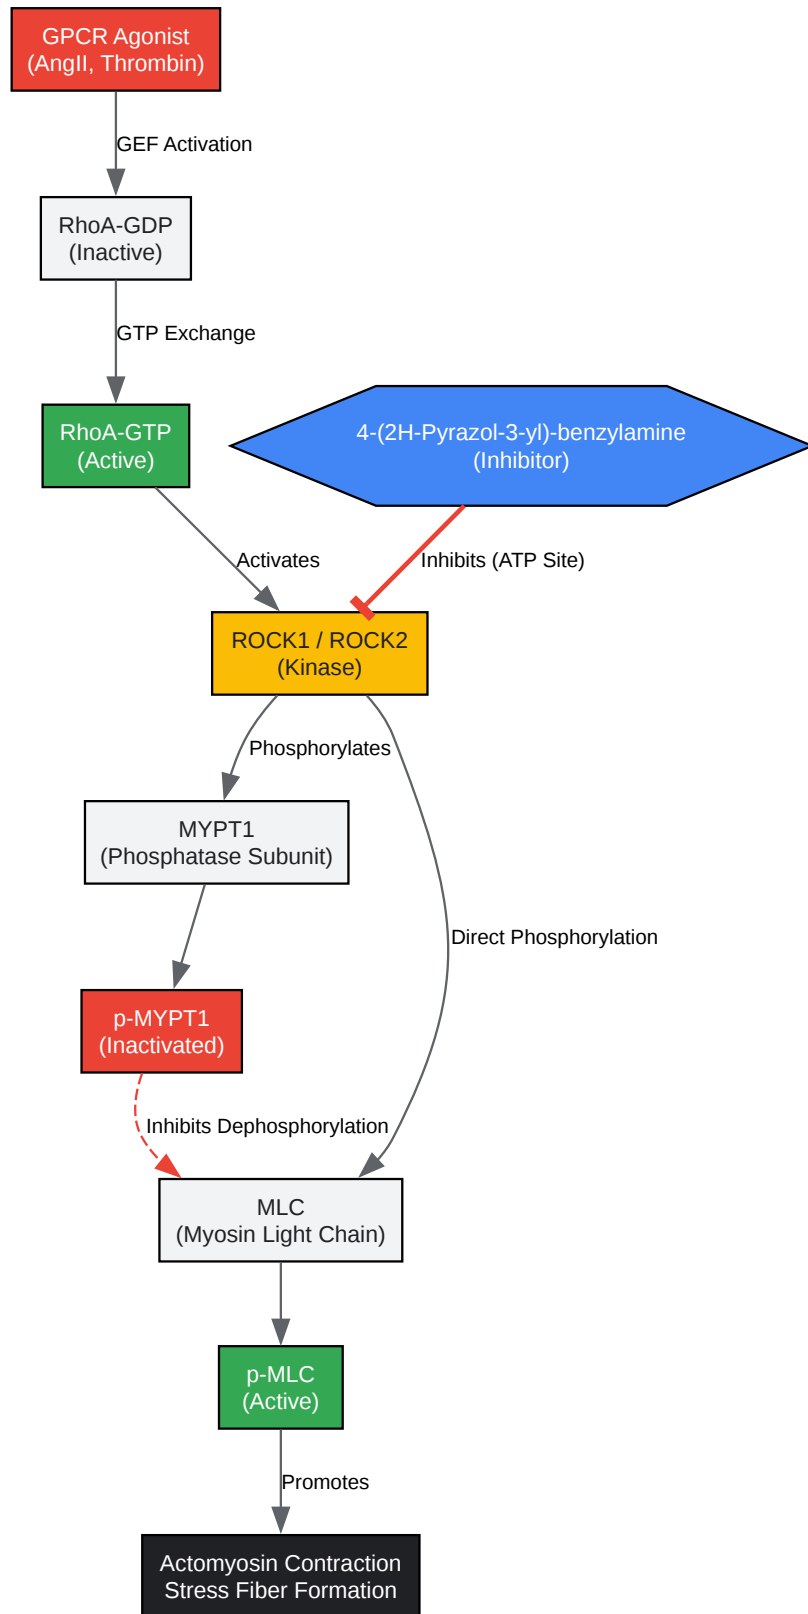 GPCR Agonist
(AngII, Thrombin)
GEF Activation
RhoA-GDP
(Inactive)
GTP Exchange
RhoA-GTP
(Active)
4-(2H-Pyrazol-3-yl)-benzylamine
(Inhibitor)
Activates
Inhibits (ATP Site)
ROCK1 / ROCK2
(Kinase)
Phosphorylates
MYPT1
(Phosphatase Subunit)
Direct Phosphorylation
p-MYPT1
(Inactivated)
Inhibits Dephosphorylation
MLC
(Myosin Light Chain)
p-MLC
(Active)
Promotes
Actomyosin Contraction
Stress Fiber Formation